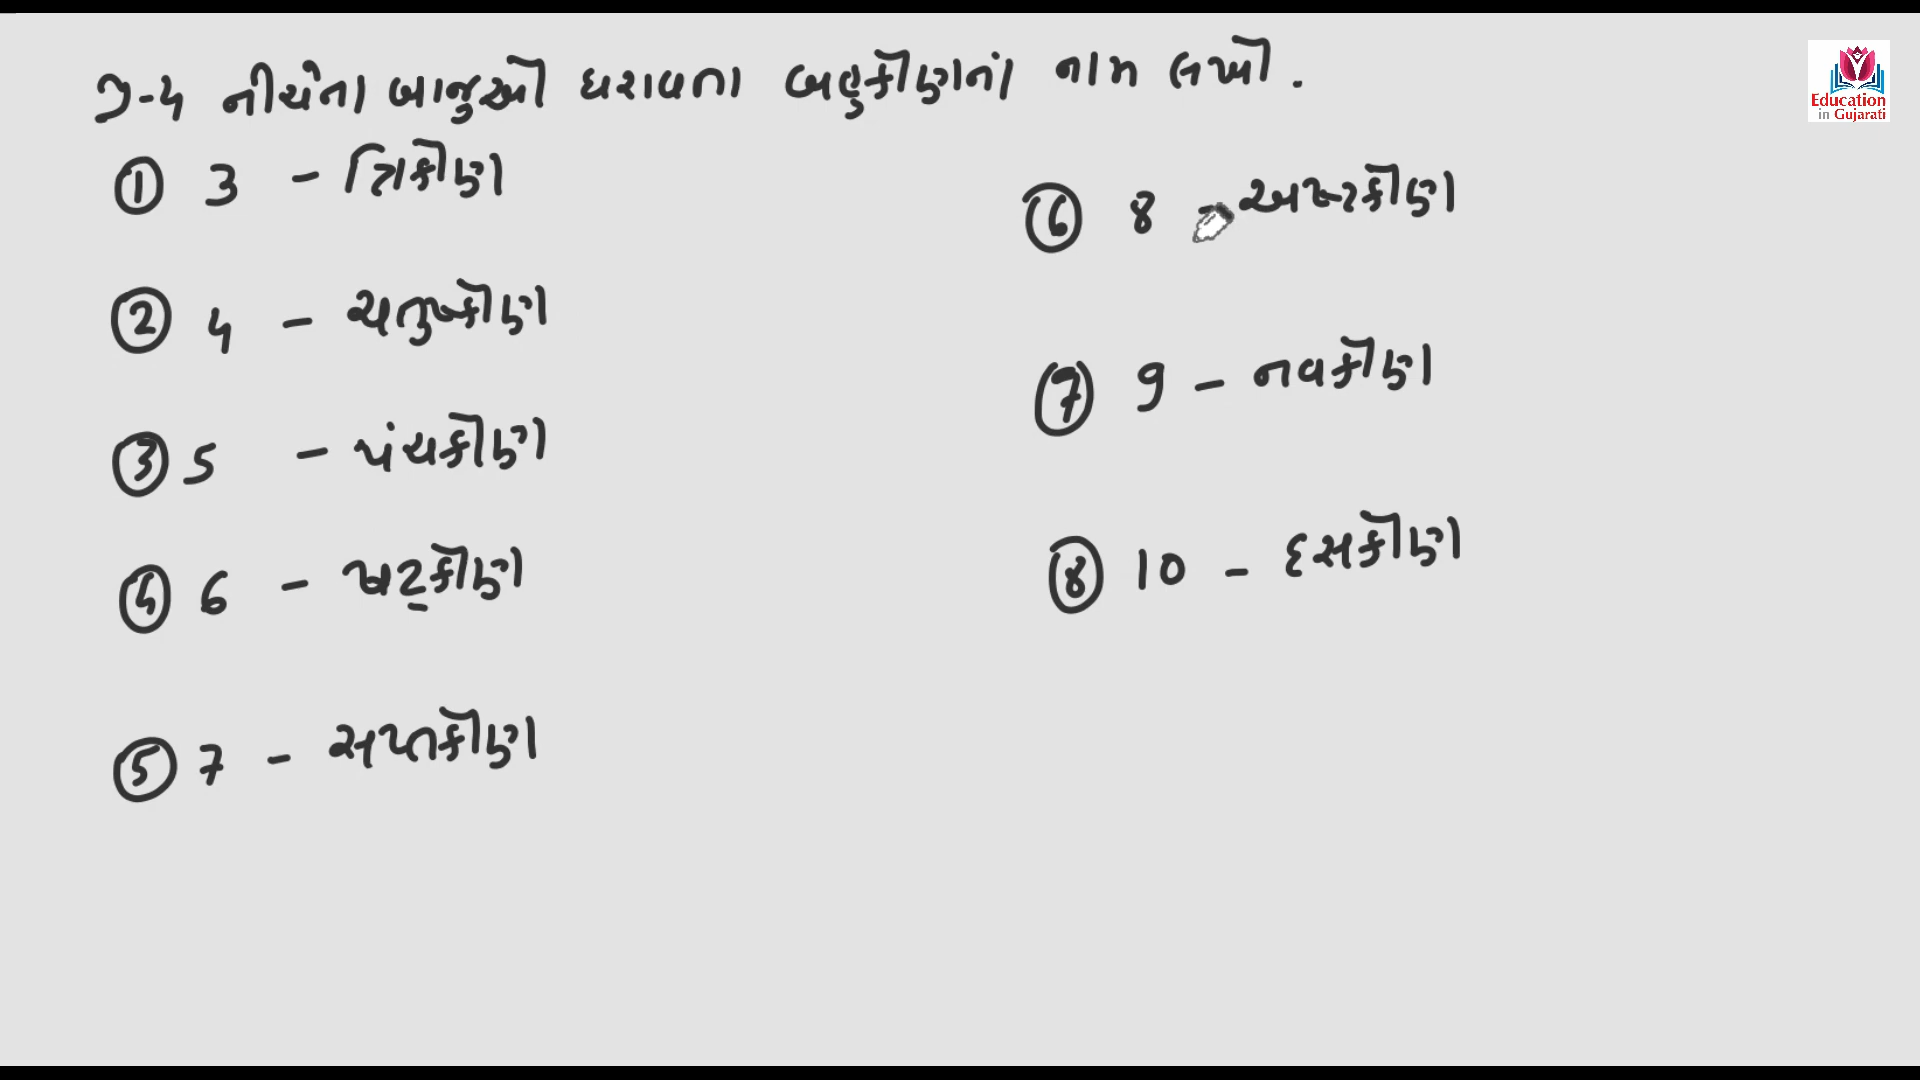 પ્ર-4 નીચેના બાજુઓ ધરાવતા બહુકોણનાં નામ લખો.
① 3 - ત્રિકોણ
② 4 - ચતુષ્કોણ
③ 5 - પંચકોણ
④ 6 - ષટ્કોણ
⑤ 7 - સપ્તકોણ
⑥ 8 - અષ્ટકોણ
⑦ 9 - નવકોણ
⑧ 10 - દસકોણ
Education
in Gujarati